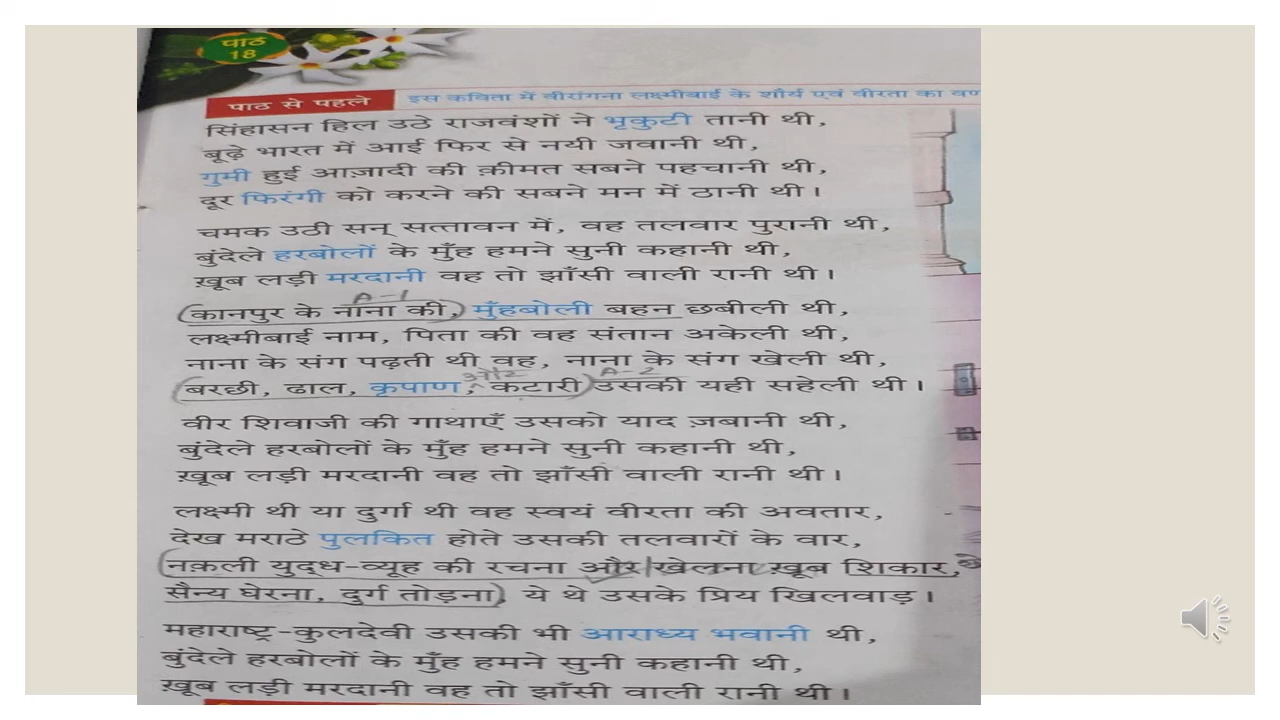 पाठ
18
पाठ से पहले इस कविता में वीरांगना लक्ष्मीबाई के शौर्य एवं वीरता का
सिंहासन हिल उठे राजवंशों ने भृकुटी तानी थी,
बूढ़े भारत में आई फिर से नयी जवानी थी,
गुमी हुई आज़ादी की क़ीमत सबने पहचानी थी,
दूर फिरंगी को करने की सबने मन में ठानी थी।
चमक उठी सन् सत्तावन में, वह तलवार पुरानी थी,
बुंदेले हरबोलों के मुँह हमने सुनी कहानी थी,
ख़ूब लड़ी मरदानी वह तो झाँसी वाली रानी थी।
A-1
(कानपुर के नाना की,) मुँहबोली बहन छबीली थी,
लक्ष्मीबाई नाम, पिता की वह संतान अकेली थी,
नाना के संग पढ़ती थी वह, नाना के संग खेली थी,
और A-2
(बरछी, ढाल, कृपाण, कटारी) उसकी यही सहेली थी।
वीर शिवाजी की गाथाएँ उसको याद ज़बानी थी,
बुंदेले हरबोलों के मुँह हमने सुनी कहानी थी,
ख़ूब लड़ी मरदानी वह तो झाँसी वाली रानी थी।
लक्ष्मी थी या दुर्गा थी वह स्वयं वीरता की अवतार,
देख मराठे पुलकित होते उसकी तलवारों के वार,
(नक़ली युद्ध-व्यूह की रचना और खेलना ख़ूब शिकार,
सैन्य घेरना, दुर्ग तोड़ना) ये थे उसके प्रिय खिलवाड़।
महाराष्ट्र-कुलदेवी उसकी भी आराध्य भवानी थी,
बुंदेले हरबोलों के मुँह हमने सुनी कहानी थी,
ख़ूब लड़ी मरदानी वह तो झाँसी वाली रानी थी।